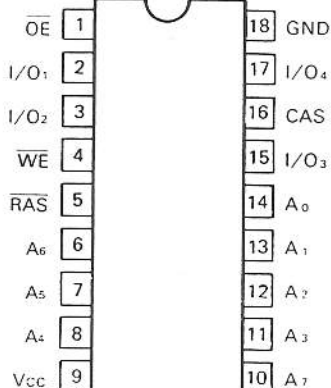 OE 1 18 GND
I/O₁ 2 17 I/O₄
I/O₂ 3 16 CAS
WE 4 15 I/O₃
RAS 5 14 A₀
A₆ 6 13 A₁
A₅ 7 12 A₂
A₄ 8 11 A₃
Vcc 9 10 A₇